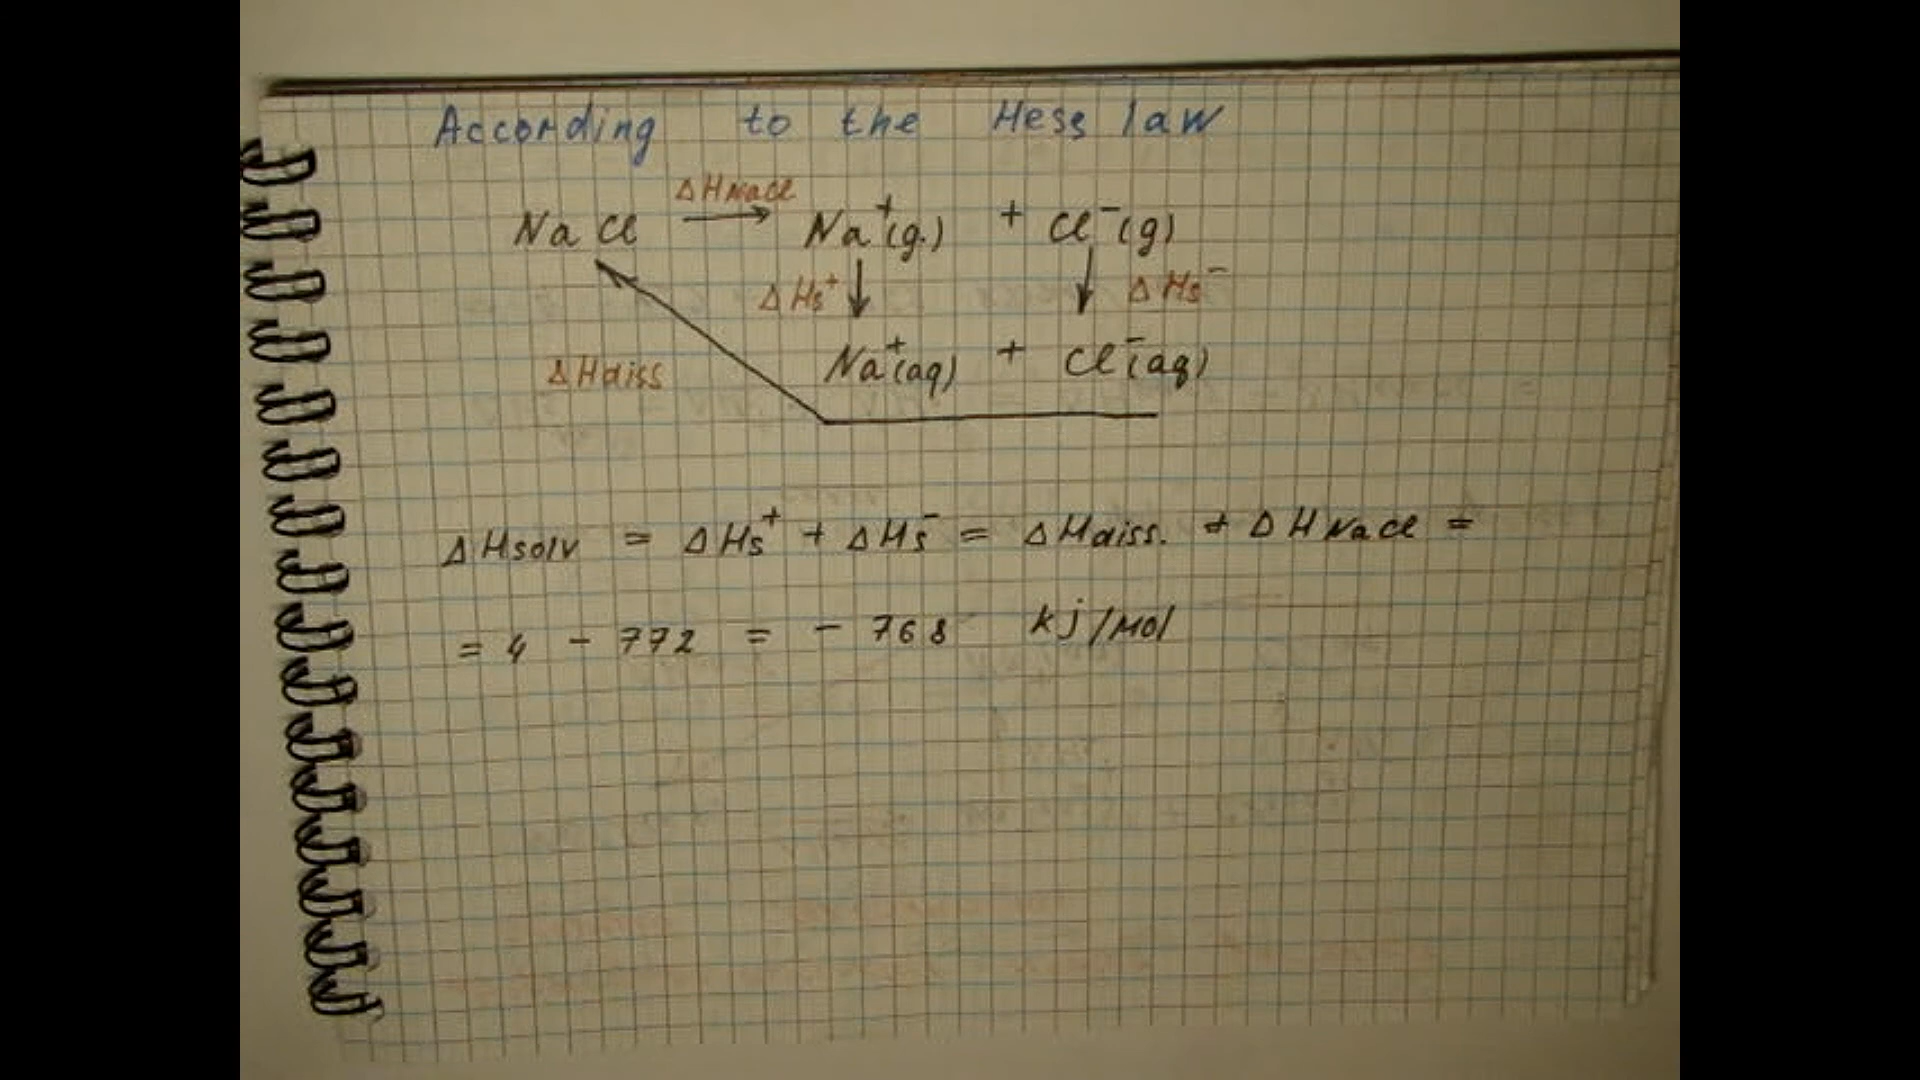 According to the Hess law
ΔHNaCl
NaCl → Na⁺(g.) + Cl⁻(g)
ΔHs⁺ ΔHs⁻
Na⁺(aq) + Cl⁻(aq)
ΔHdiss
ΔHsolv = ΔHs⁺ + ΔHs⁻ = ΔHdiss. + ΔHNaCl =
= 4 - 772 = - 768 kj/mol